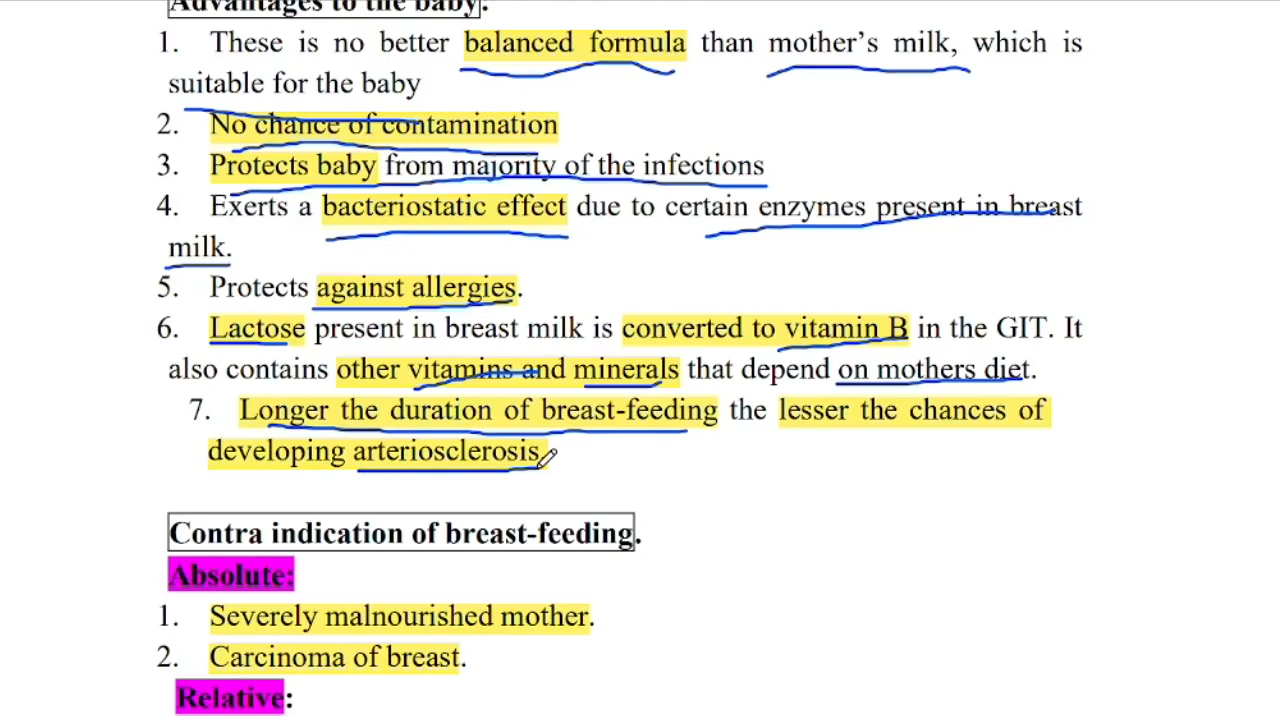 Advantages to the baby.
1. These is no better balanced formula than mother's milk, which is
suitable for the baby
2. No chance of contamination
3. Protects baby from majority of the infections
4. Exerts a bacteriostatic effect due to certain enzymes present in breast
milk.
5. Protects against allergies.
6. Lactose present in breast milk is converted to vitamin B in the GIT. It
also contains other vitamins and minerals that depend on mothers diet.
7. Longer the duration of breast-feeding the lesser the chances of
developing arteriosclerosis
Contra indication of breast-feeding.
Absolute:
1. Severely malnourished mother.
2. Carcinoma of breast.
Relative: